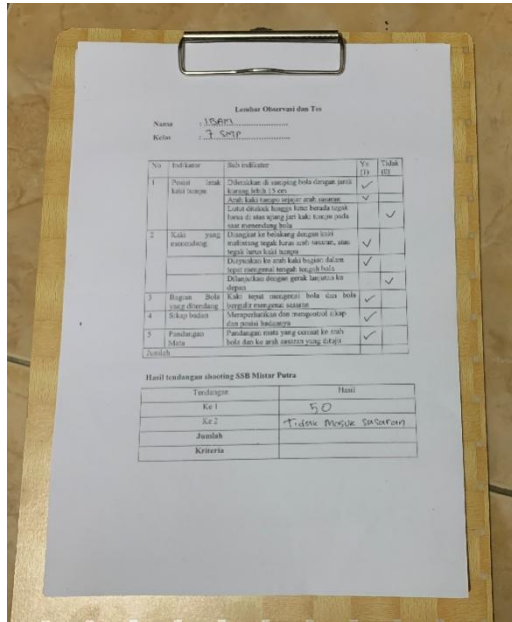 Lembar Observasi dan Tes
Nama :
Kelas : 7 SMP
No Indikator Sub indikator Ya (1) Tidak (0)
1 Posisi letak kaki tumpu Diletakkan di samping bola dengan jarak kurang lebih 15 cm ✓
Arah kaki tumpu sejajar arah sasaran ✓
Lutut ditekuk hingga lutut berada tegak lurus di atas ujung jari kaki tumpu pada saat menendang bola ✓
2 Kaki yang menendang Diangkat ke belakang dengan kaki melintang tegak lurus arah sasaran, atau tegak lurus kaki tumpu ✓
Diayunkan ke arah kaki bagian dalam tepat mengenai tengah tengah bola ✓
Dilanjutkan dengan gerak lanjutan ke depan ✓
3 Bagian Bola yang ditendang Kaki tepat mengenai bola dan bola bergulir mengenai sasaran ✓
4 Sikap badan Memperhatikan dan mengontrol sikap dan posisi badannya ✓
5 Pandangan Mata Pandangan mata yang cermat ke arah bola dan ke arah sasaran yang dituju ✓
Jumlah
Hasil tendangan shooting SSB Mistar Putra
Tendangan Hasil
Ke 1 50
Ke 2 Tidak Masuk Sasaran
Jumlah
Kriteria